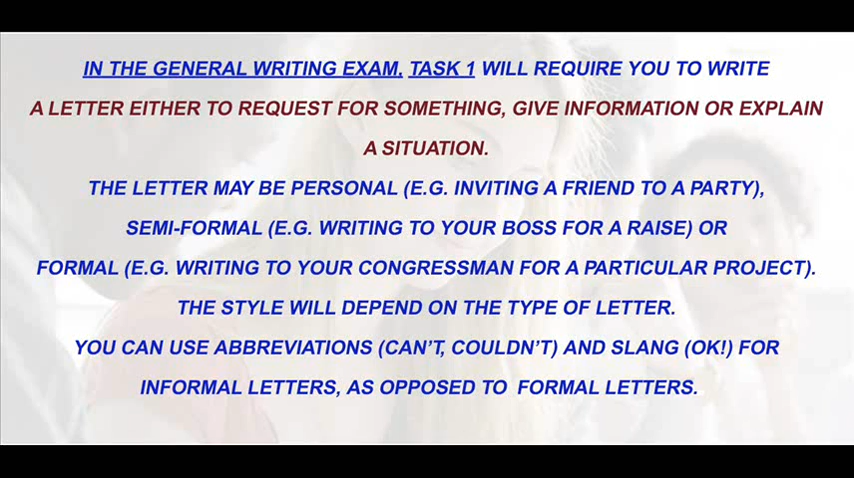 IN THE GENERAL WRITING EXAM, TASK 1 WILL REQUIRE YOU TO WRITE
A LETTER EITHER TO REQUEST FOR SOMETHING, GIVE INFORMATION OR EXPLAIN
A SITUATION.
THE LETTER MAY BE PERSONAL (E.G. INVITING A FRIEND TO A PARTY),
SEMI-FORMAL (E.G. WRITING TO YOUR BOSS FOR A RAISE) OR
FORMAL (E.G. WRITING TO YOUR CONGRESSMAN FOR A PARTICULAR PROJECT).
THE STYLE WILL DEPEND ON THE TYPE OF LETTER.
YOU CAN USE ABBREVIATIONS (CAN’T, COULDN’T) AND SLANG (OK!) FOR
INFORMAL LETTERS, AS OPPOSED TO FORMAL LETTERS.